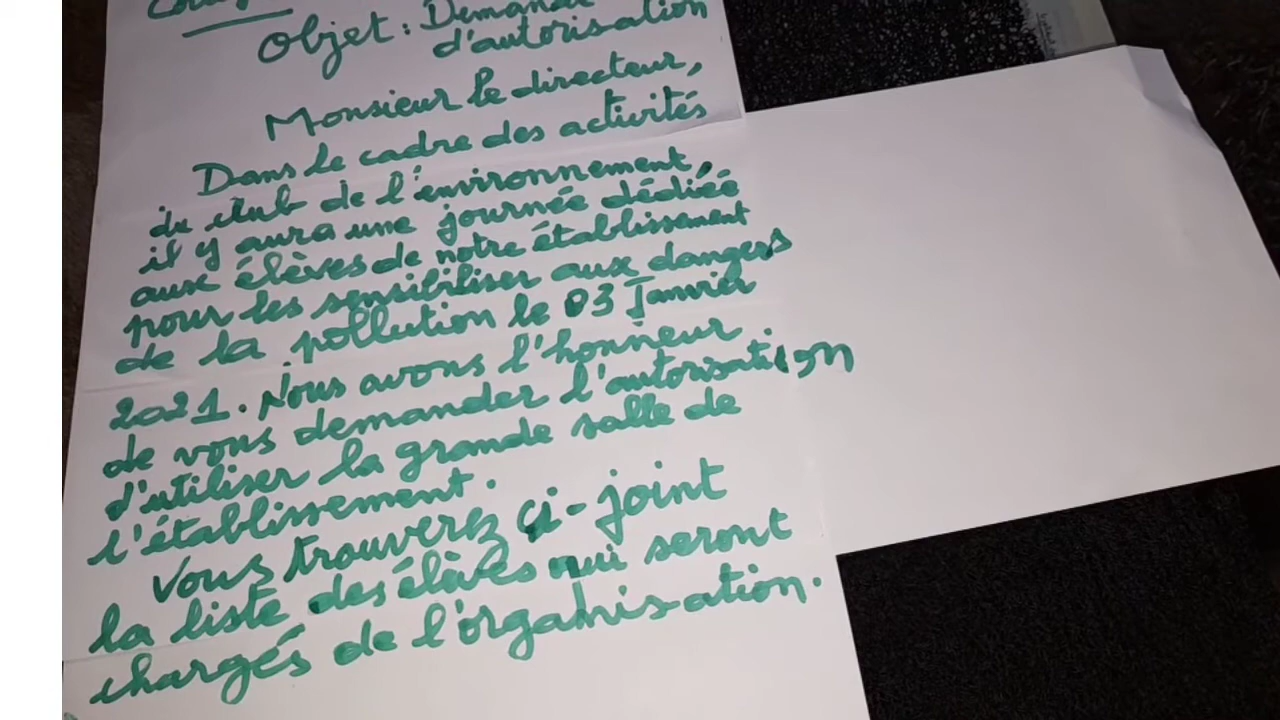 Objet : Demande
d'autorisation
Monsieur le directeur,
Dans le cadre des activités
du club de l'environnement,
il y aura une journée dédiée
aux élèves de notre établissement
pour les sensibiliser aux dangers
de la pollution le 03 Janvier
2021. Nous avons l'honneur
de vous demander l'autorisation
d'utiliser la grande salle de
l'établissement.
Vous trouverez ci-joint
la liste des élèves qui seront
chargés de l'organisation.